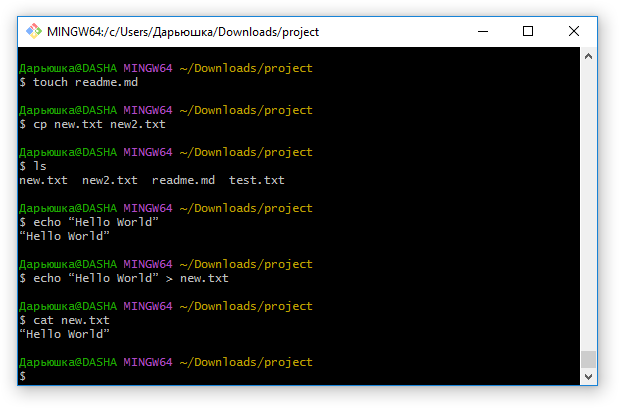 MINGW64:/c/Users/Дарьюшка/Downloads/project
Дарьюшка@DASHA MINGW64 ~/Downloads/project
$ touch readme.md
Дарьюшка@DASHA MINGW64 ~/Downloads/project
$ cp new.txt new2.txt
Дарьюшка@DASHA MINGW64 ~/Downloads/project
$ ls
new.txt  new2.txt  readme.md  test.txt
Дарьюшка@DASHA MINGW64 ~/Downloads/project
$ echo “Hello World”
“Hello World”
Дарьюшка@DASHA MINGW64 ~/Downloads/project
$ echo “Hello World” > new.txt
Дарьюшка@DASHA MINGW64 ~/Downloads/project
$ cat new.txt
“Hello World”
Дарьюшка@DASHA MINGW64 ~/Downloads/project
$